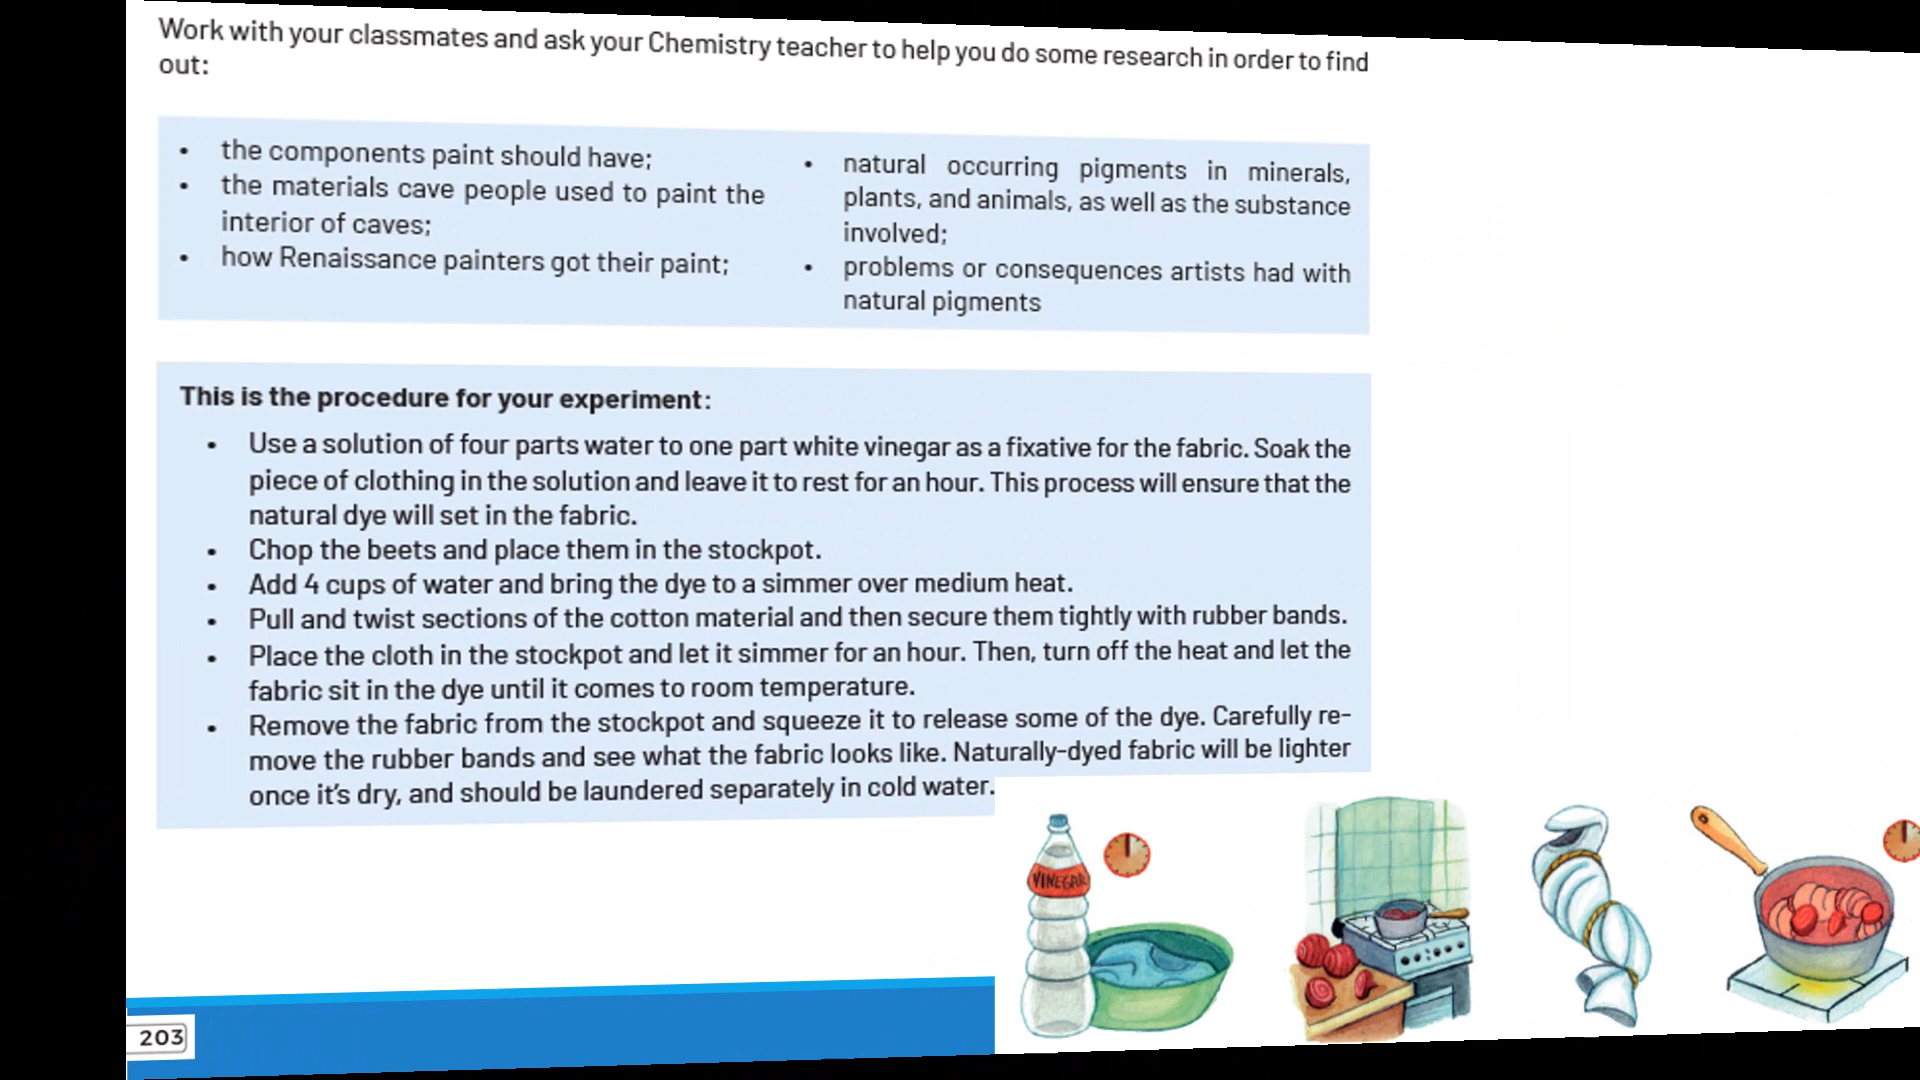 Work with your classmates and ask your Chemistry teacher to help you do some research in order to find
out:
• the components paint should have;
• the materials cave people used to paint the
interior of caves;
• how Renaissance painters got their paint;
• natural occurring pigments in minerals,
plants, and animals, as well as the substance
involved;
• problems or consequences artists had with
natural pigments
This is the procedure for your experiment:
• Use a solution of four parts water to one part white vinegar as a fixative for the fabric. Soak the
piece of clothing in the solution and leave it to rest for an hour. This process will ensure that the
natural dye will set in the fabric.
• Chop the beets and place them in the stockpot.
• Add 4 cups of water and bring the dye to a simmer over medium heat.
• Pull and twist sections of the cotton material and then secure them tightly with rubber bands.
• Place the cloth in the stockpot and let it simmer for an hour. Then, turn off the heat and let the
fabric sit in the dye until it comes to room temperature.
• Remove the fabric from the stockpot and squeeze it to release some of the dye. Carefully re-
move the rubber bands and see what the fabric looks like. Naturally-dyed fabric will be lighter
once it's dry, and should be laundered separately in cold water.
VINEGAR
203